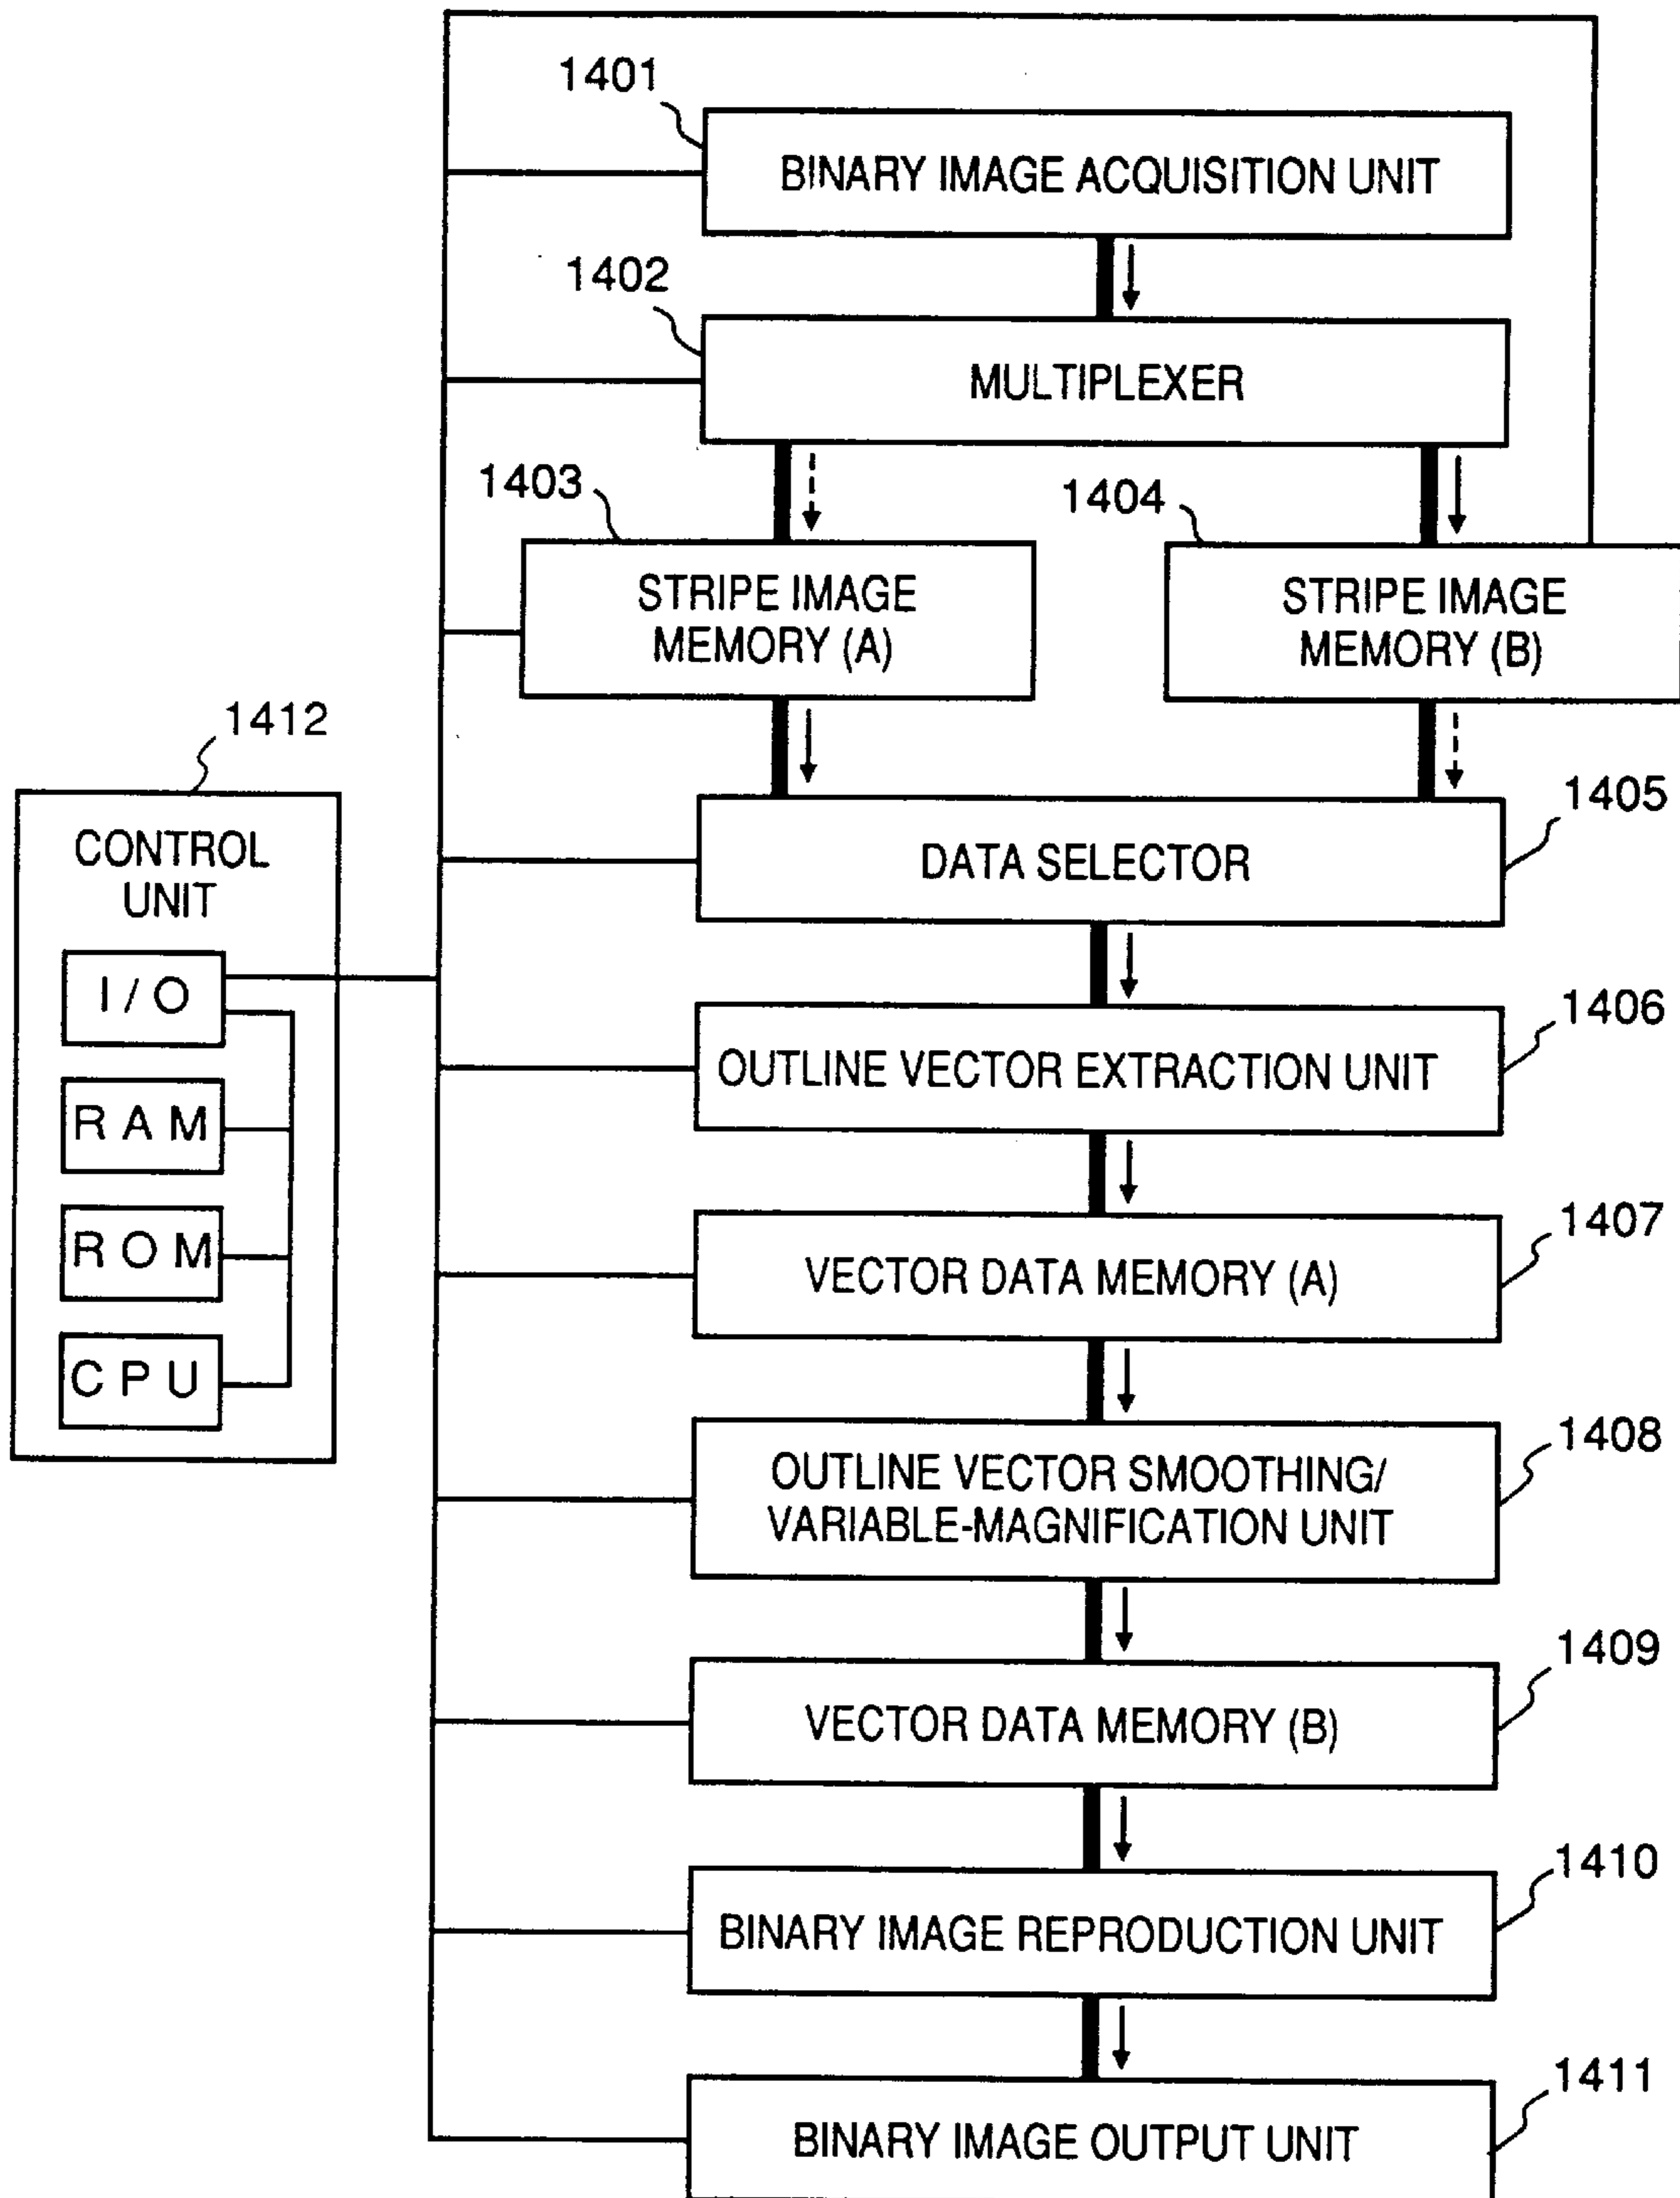 1401
BINARY IMAGE ACQUISITION UNIT
1402
MULTIPLEXER
1403
STRIPE IMAGE
MEMORY (A)
1404
STRIPE IMAGE
MEMORY (B)
1412
CONTROL
UNIT
I/O
RAM
ROM
CPU
1405
DATA SELECTOR
1406
OUTLINE VECTOR EXTRACTION UNIT
1407
VECTOR DATA MEMORY (A)
1408
OUTLINE VECTOR SMOOTHING/
VARIABLE-MAGNIFICATION UNIT
1409
VECTOR DATA MEMORY (B)
1410
BINARY IMAGE REPRODUCTION UNIT
1411
BINARY IMAGE OUTPUT UNIT